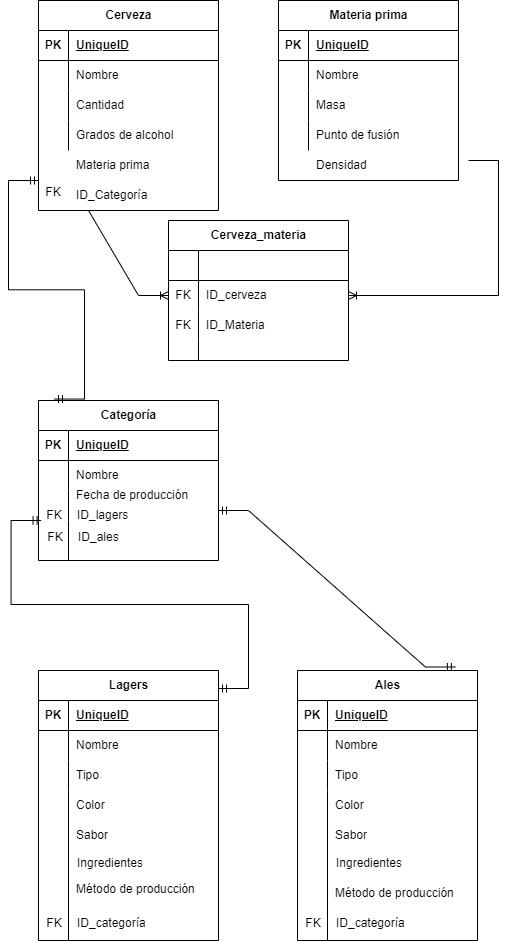 Cerveza
PK UniqueID
Nombre
Cantidad
Grados de alcohol
Materia prima
FK ID_Categoría
Materia prima
PK UniqueID
Nombre
Masa
Punto de fusión
Densidad
Cerveza_materia
FK ID_cerveza
FK ID_Materia
Categoría
PK UniqueID
Nombre
Fecha de producción
FK ID_lagers
FK ID_ales
Lagers
PK UniqueID
Nombre
Tipo
Color
Sabor
Ingredientes
Método de producción
FK ID_categoría
Ales
PK UniqueID
Nombre
Tipo
Color
Sabor
Ingredientes
Método de producción
FK ID_categoría